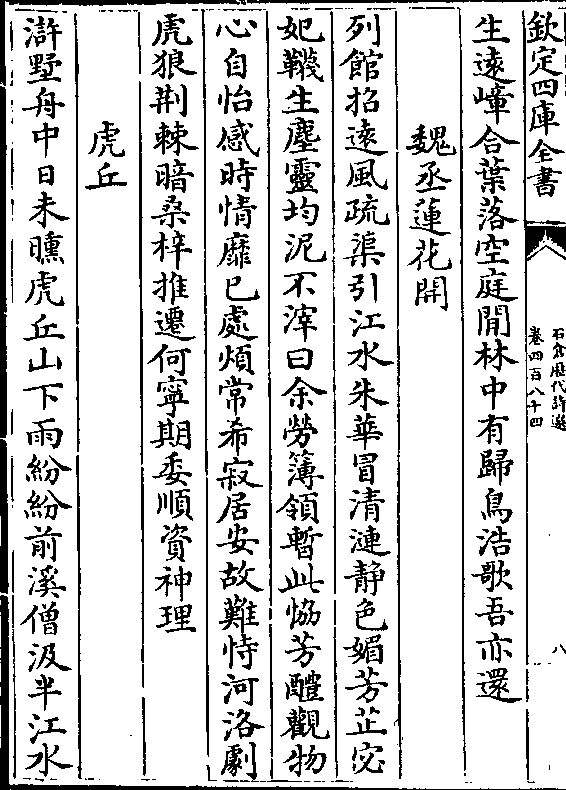 欽定四庫全書
石倉歷代詩選
卷四百八十四
八
生遠嶂合葉落空庭閒林中有歸鳥浩歌吾亦還
魏丞蓮花開
列館招遠風疏渠引江水朱華冒清漣静色媚芳芷宓
妃韈生塵靈均泥不滓曰余勞簿領暫此恊芳醴觀物
心自怡感時情靡已處煩常希寂居安故難恃河洛劇
虎狼荆棘暗桑梓推遷何寧期委順資神理
虎丘
滸墅舟中日未曛虎丘山下雨紛紛前溪僧汲半江水